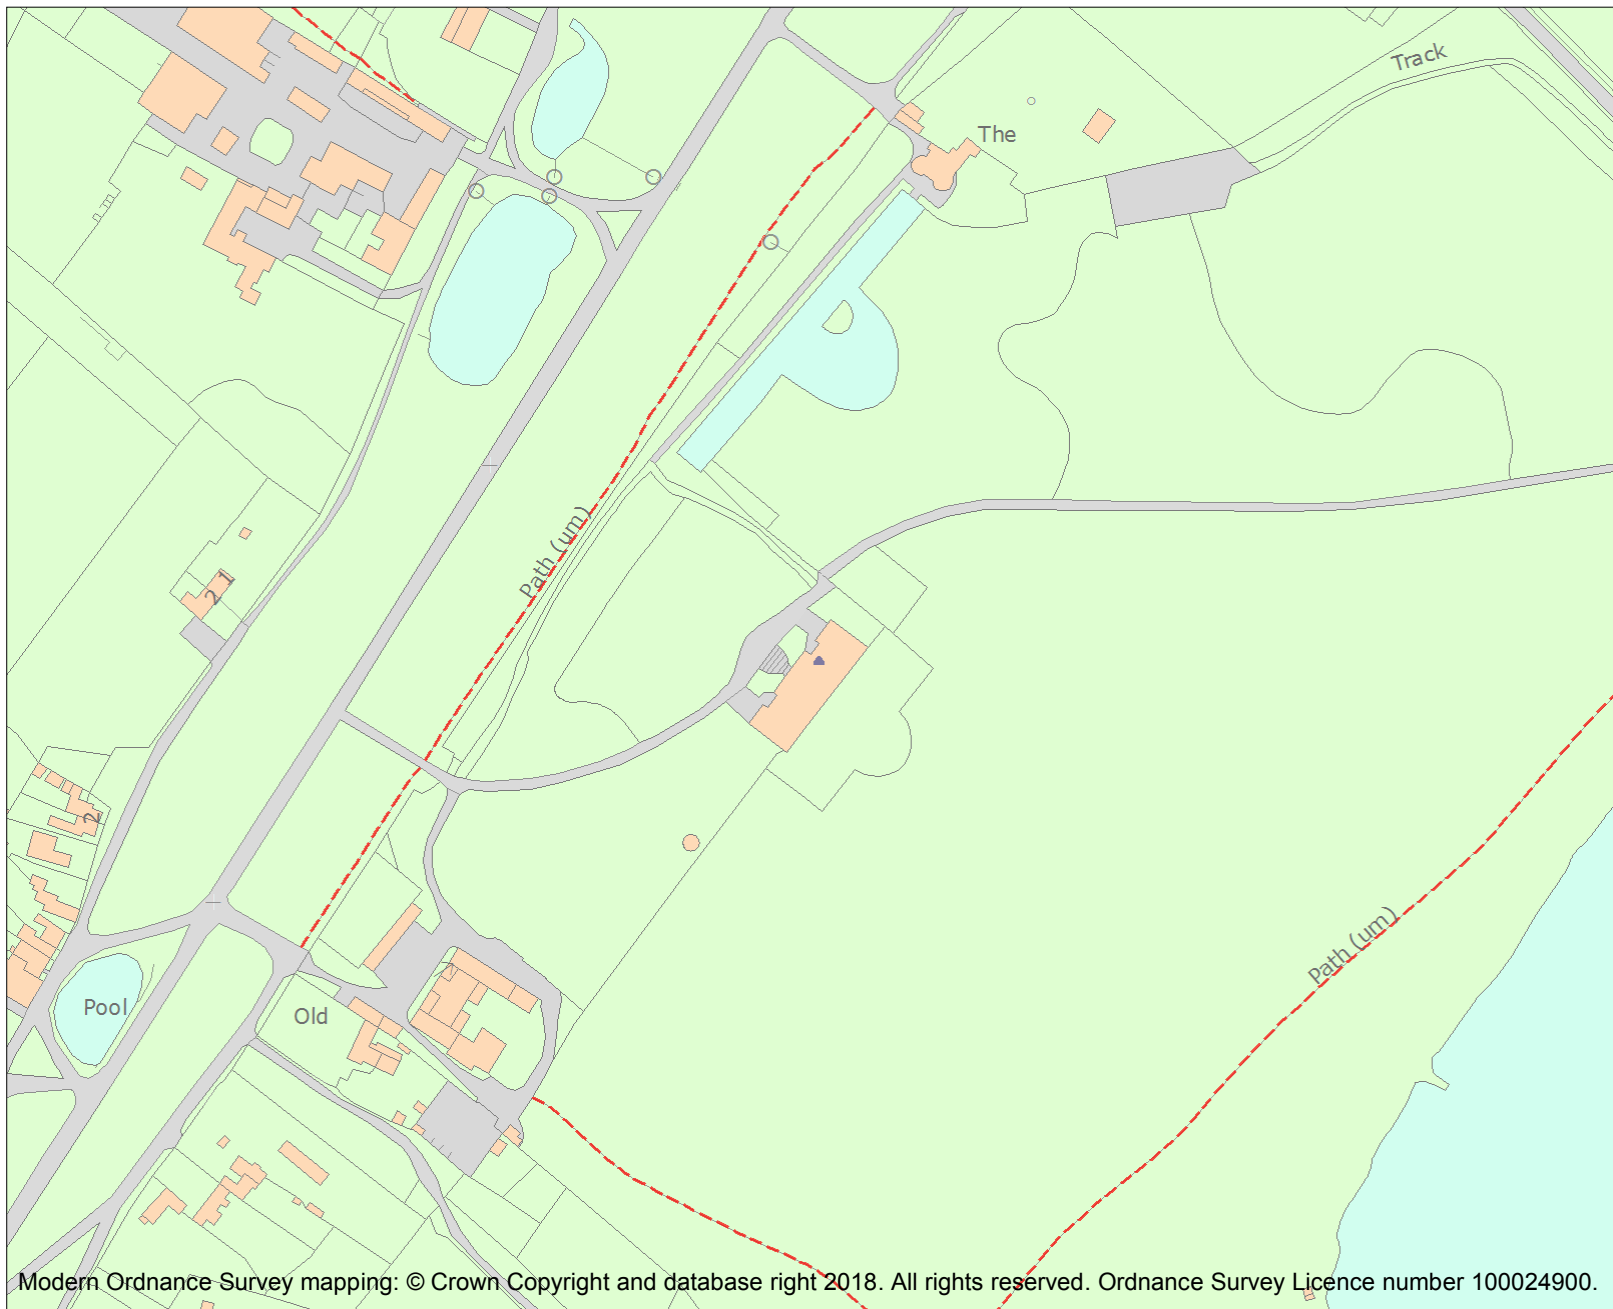 Track
The
Path (um)
1
2
2
Path (um)
Pool
Old
Modern Ordnance Survey mapping: © Crown Copyright and database right 2018. All rights reserved. Ordnance Survey Licence number 100024900.